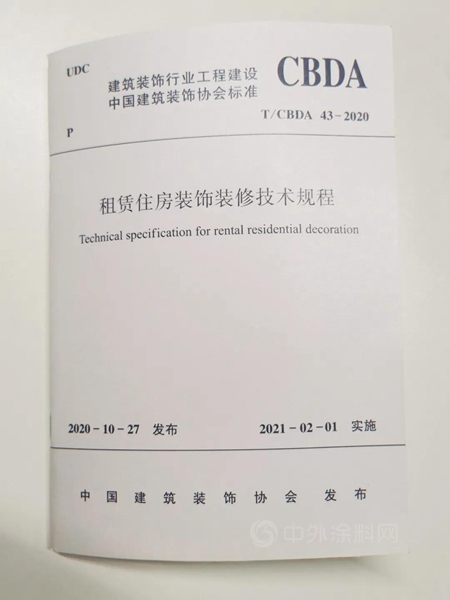 UDC
建筑装饰行业工程建设
中国建筑装饰协会标准
CBDA
T/CBDA 43-2020
P
租赁住房装饰装修技术规程
Technical specification for rental residential decoration
2020-10-27 发布
2021-02-01 实施
中国建筑装饰协会 发布
中外涂料网